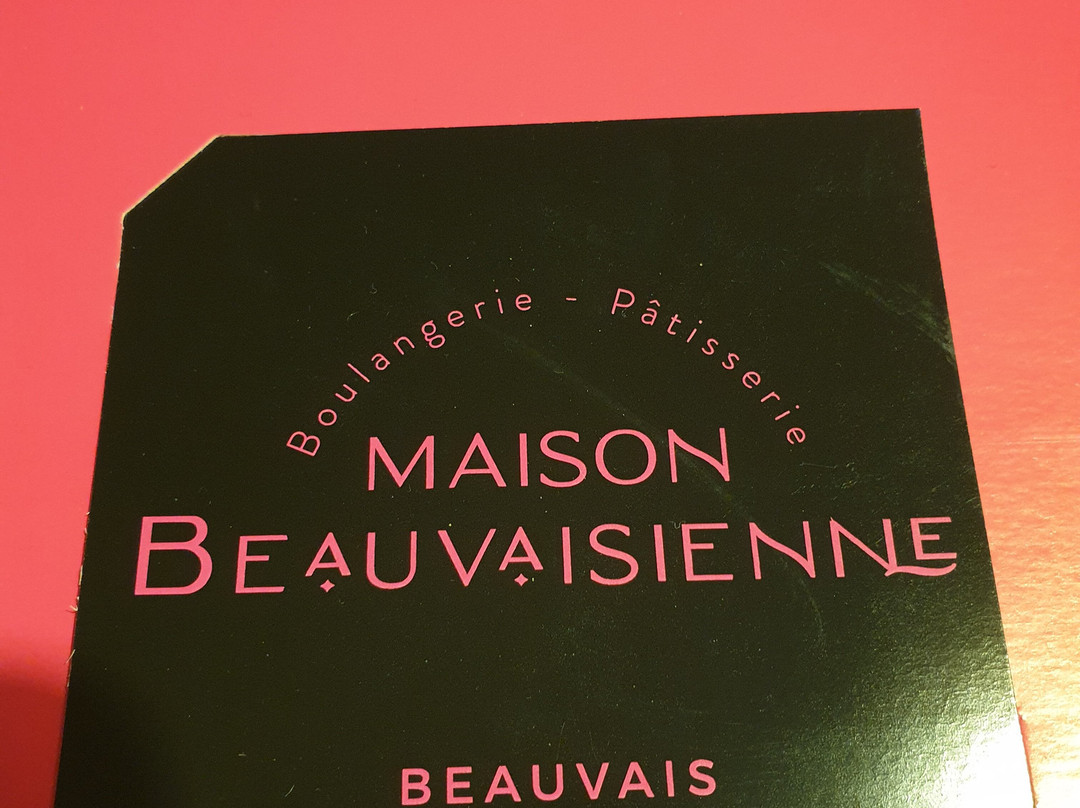 Boulangerie - Pâtisserie
MAISON
BEAUVAISIENNE
BEAUVAIS